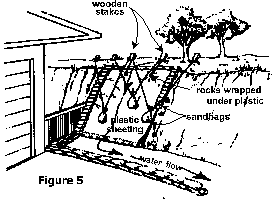 wooden
stakes
rocks wrapped
under plastic
plastic
sheeting
sandbags
water flow
Figure 5